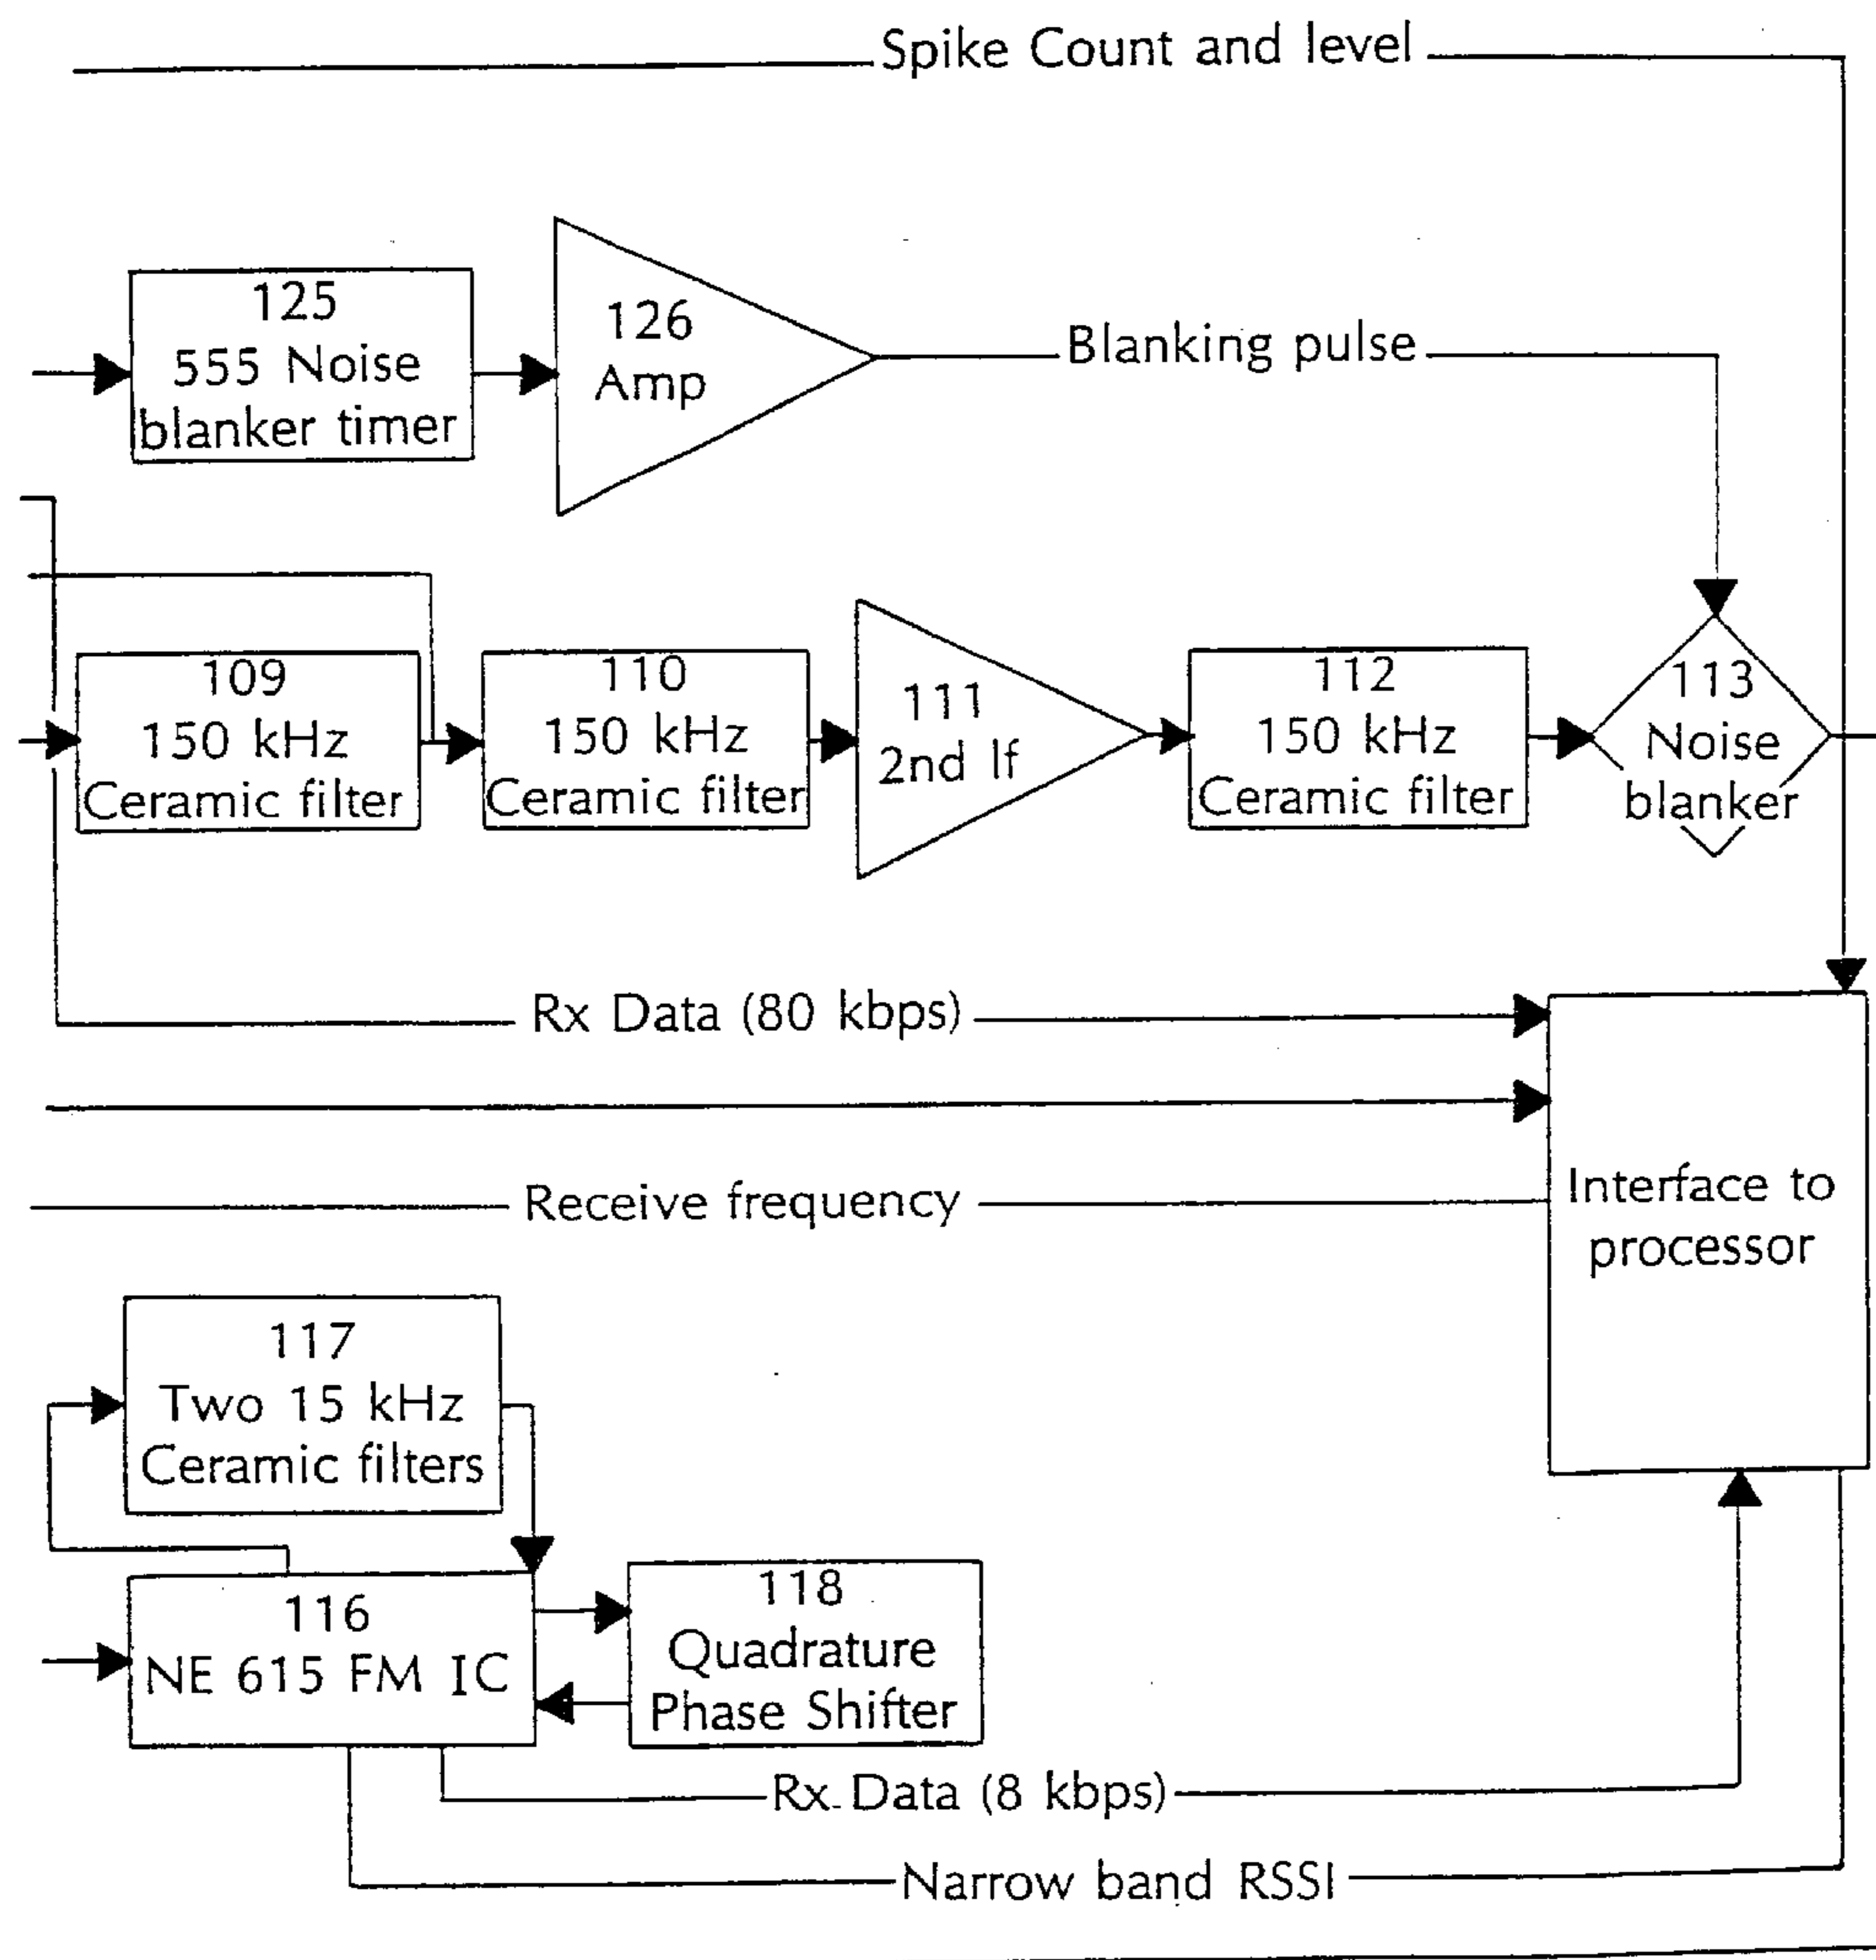 Spike Count and level
125
555 Noise
blanker timer
126
Amp
Blanking pulse
109
150 kHz
Ceramic filter
110
150 kHz
Ceramic filter
111
2nd If
112
150 kHz
Ceramic filter
113
Noise
blanker
Rx Data (80 kbps)
Receive frequency
Interface to
processor
117
Two 15 kHz
Ceramic filters
116
NE 615 FM IC
118
Quadrature
Phase Shifter
Rx Data (8 kbps)
Narrow band RSSI